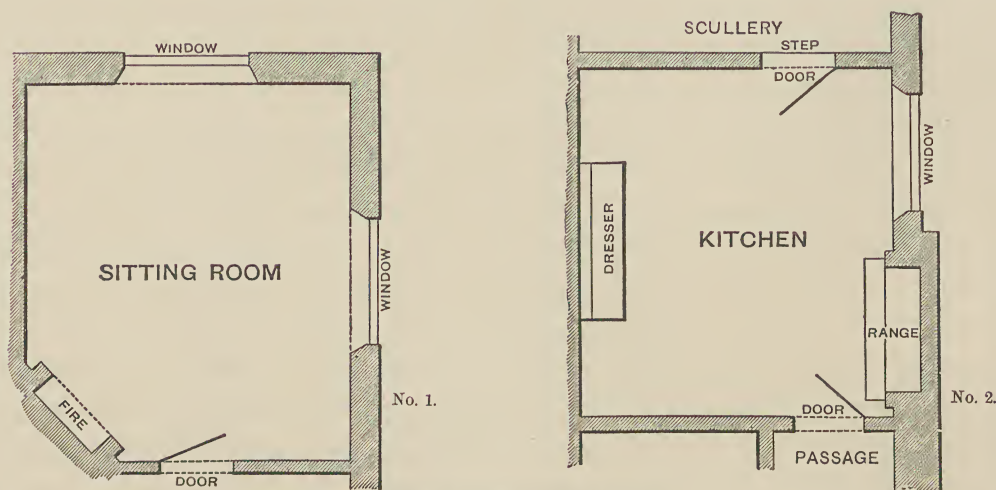 WINDOW
SITTING ROOM
WINDOW
FIRE
DOOR
No. 1.
SCULLERY
STEP
DOOR
WINDOW
DRESSER
KITCHEN
RANGE
DOOR
PASSAGE
No. 2.